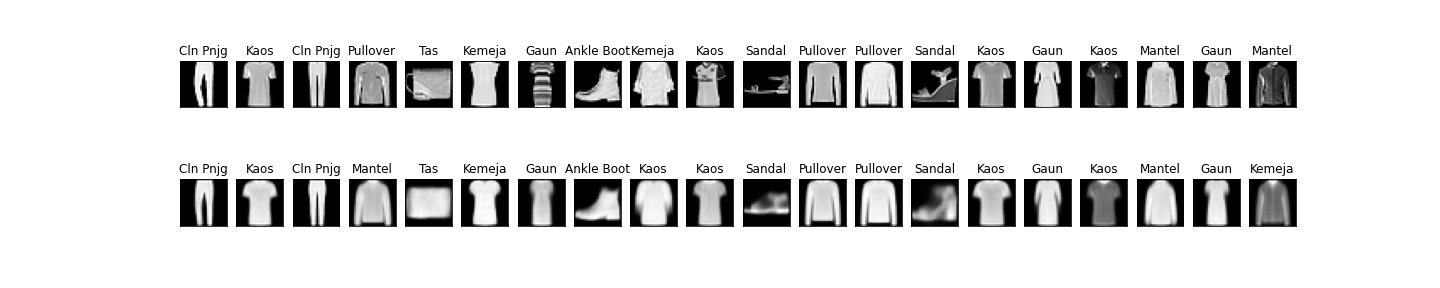 Cln Pnjg Kaos Cln Pnjg Pullover Tas Kemeja Gaun Ankle Boot Kemeja Kaos Sandal Pullover Pullover Sandal Kaos Gaun Kaos Mantel Gaun Mantel
Cln Pnjg Kaos Cln Pnjg Mantel Tas Kemeja Gaun Ankle Boot Kaos Kaos Sandal Pullover Pullover Sandal Kaos Gaun Kaos Mantel Gaun Kemeja